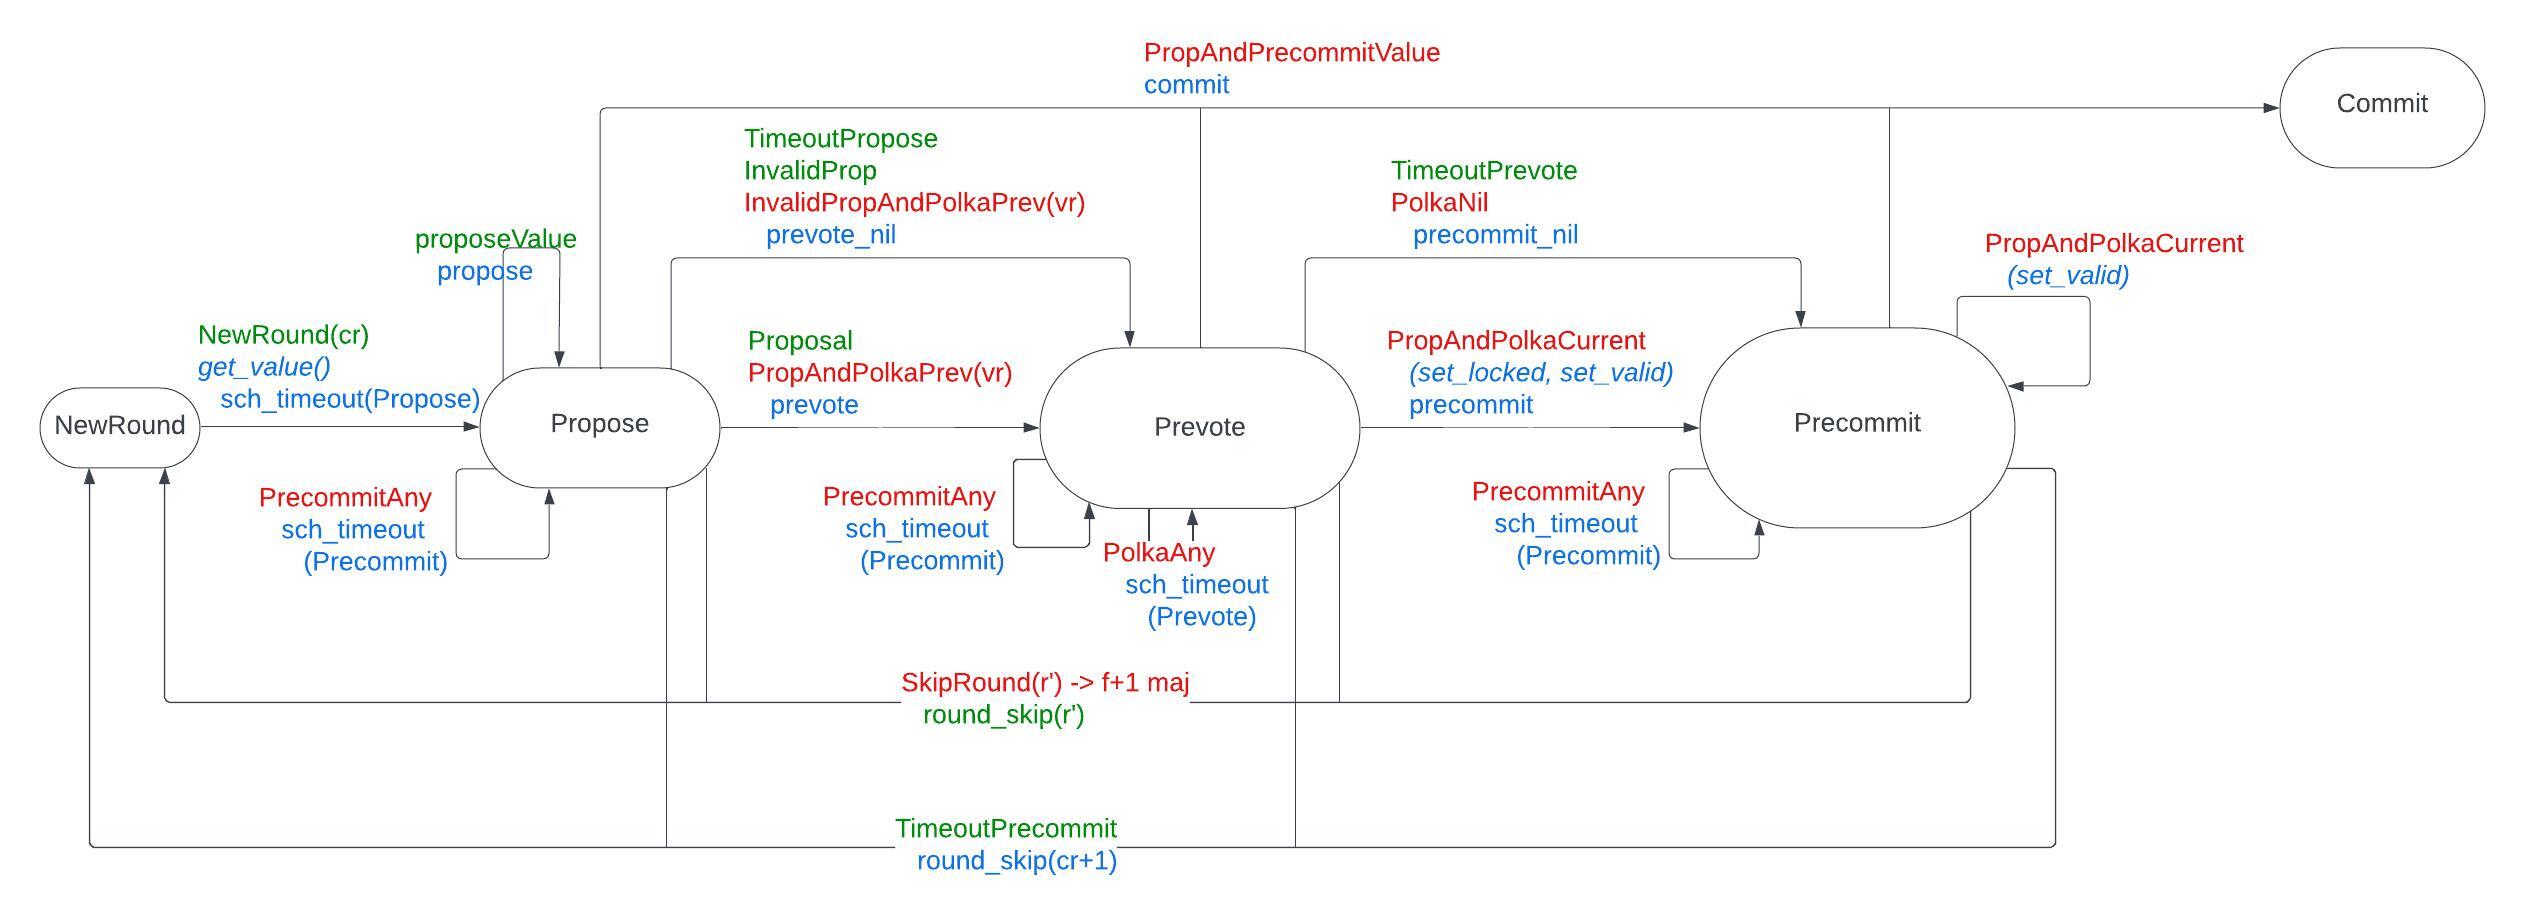 PropAndPrecommitValue
commit
Commit
TimeoutPropose
InvalidProp
InvalidPropAndPolkaPrev(vr)
prevote_nil
TimeoutPrevote
PolkaNil
precommit_nil
proposeValue
propose
PropAndPolkaCurrent
(set_valid)
NewRound(cr)
get_value()
sch_timeout(Propose)
Proposal
PropAndPolkaPrev(vr)
prevote
PropAndPolkaCurrent
(set_locked, set_valid)
precommit
NewRound
Propose
Prevote
Precommit
PrecommitAny
sch_timeout
(Precommit)
PrecommitAny
sch_timeout
(Precommit)
PolkaAny
sch_timeout
(Prevote)
PrecommitAny
sch_timeout
(Precommit)
SkipRound(r') -> f+1 maj
round_skip(r')
TimeoutPrecommit
round_skip(cr+1)